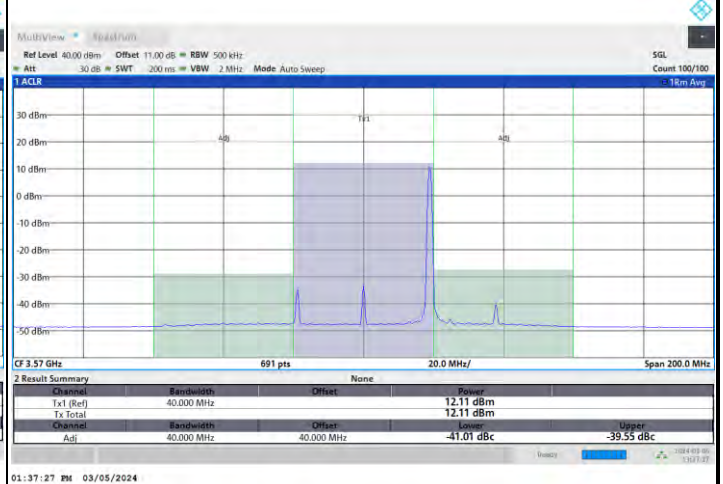 MultiView Spectrum
Ref Level 40.00 dBm Offset 11.00 dB RBW 500 kHz SGL
Att 30 dB SWT 200 ms VBW 2 MHz Mode Auto Sweep Count 100/100
1 ACLR 1Rm Avg
Tx1
Adj Adj
30 dBm
20 dBm
10 dBm
0 dBm
-10 dBm
-20 dBm
-30 dBm
-40 dBm
-50 dBm
CF 3.57 GHz 691 pts 20.0 MHz/ Span 200.0 MHz
2 Result Summary None
Channel Bandwidth Offset Power
Tx1 (Ref) 40.000 MHz 12.11 dBm
Tx Total 12.11 dBm
Channel Bandwidth Offset Lower Upper
Adj 40.000 MHz 40.000 MHz -41.01 dBc -39.55 dBc
Ready
01:37:27 PM 03/05/2024